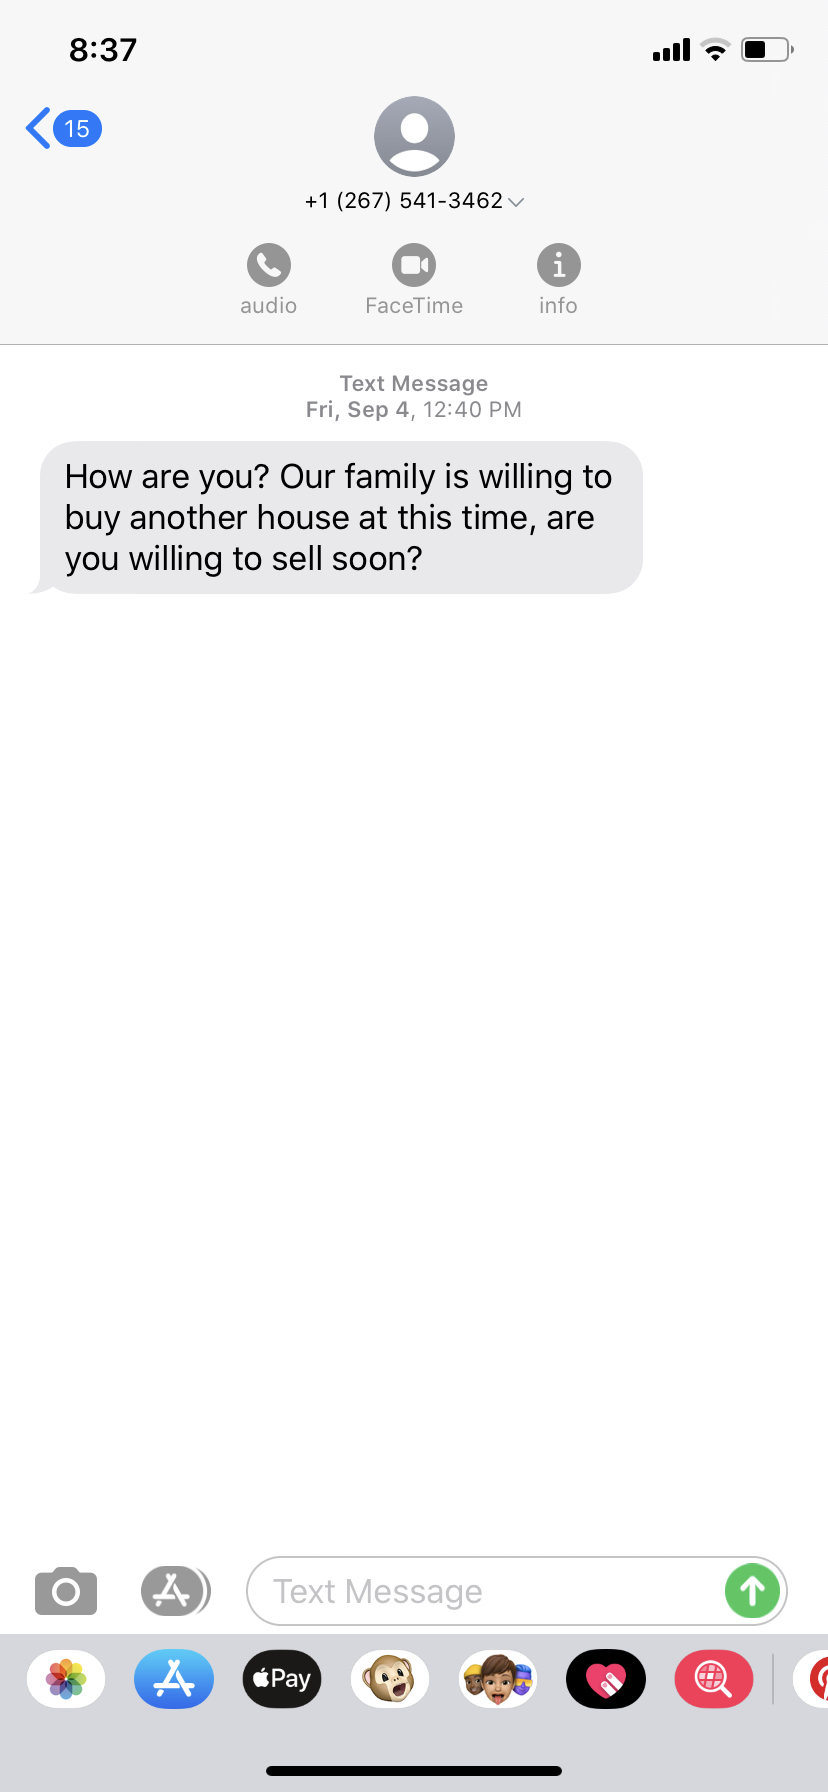 8:37
15
+1 (267) 541-3462
audio FaceTime info
Text Message
Fri, Sep 4, 12:40 PM
How are you? Our family is willing to
buy another house at this time, are
you willing to sell soon?
Text Message
Pay